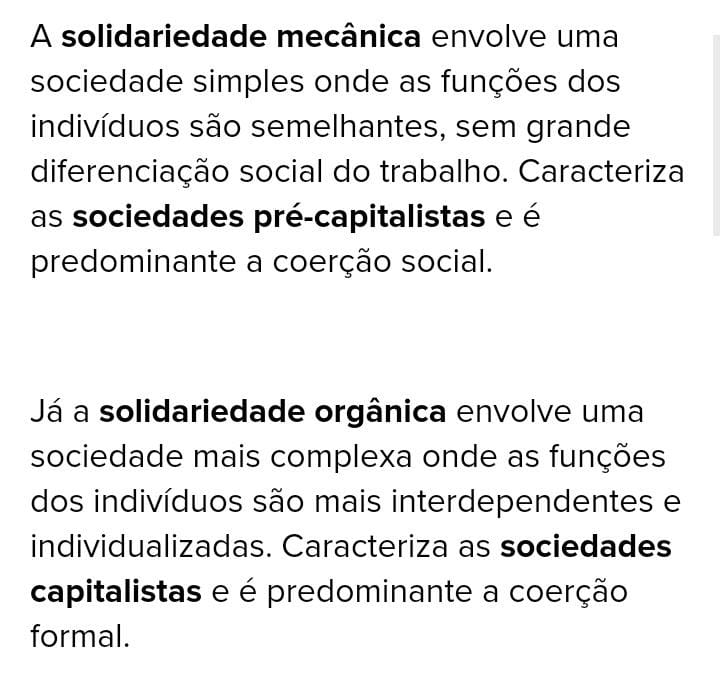 A solidariedade mecânica envolve uma
sociedade simples onde as funções dos
indivíduos são semelhantes, sem grande
diferenciação social do trabalho. Caracteriza
as sociedades pré-capitalistas e é
predominante a coerção social.
Já a solidariedade orgânica envolve uma
sociedade mais complexa onde as funções
dos indivíduos são mais interdependentes e
individualizadas. Caracteriza as sociedades
capitalistas e é predominante a coerção
formal.